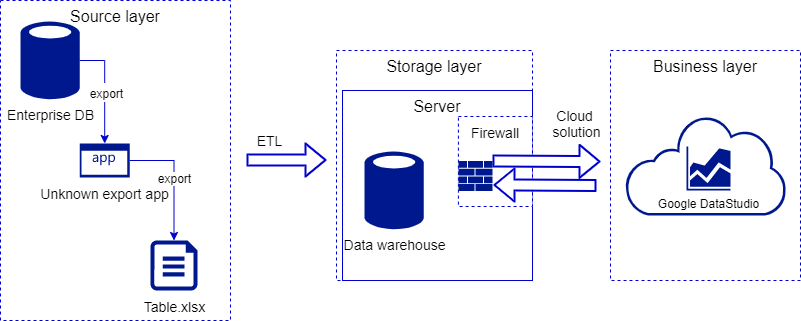 Source layer
Enterprise DB
export
app
Unknown export app
export
Table.xlsx
ETL
Storage layer
Server
Firewall
Data warehouse
Cloud
solution
Business layer
Google DataStudio